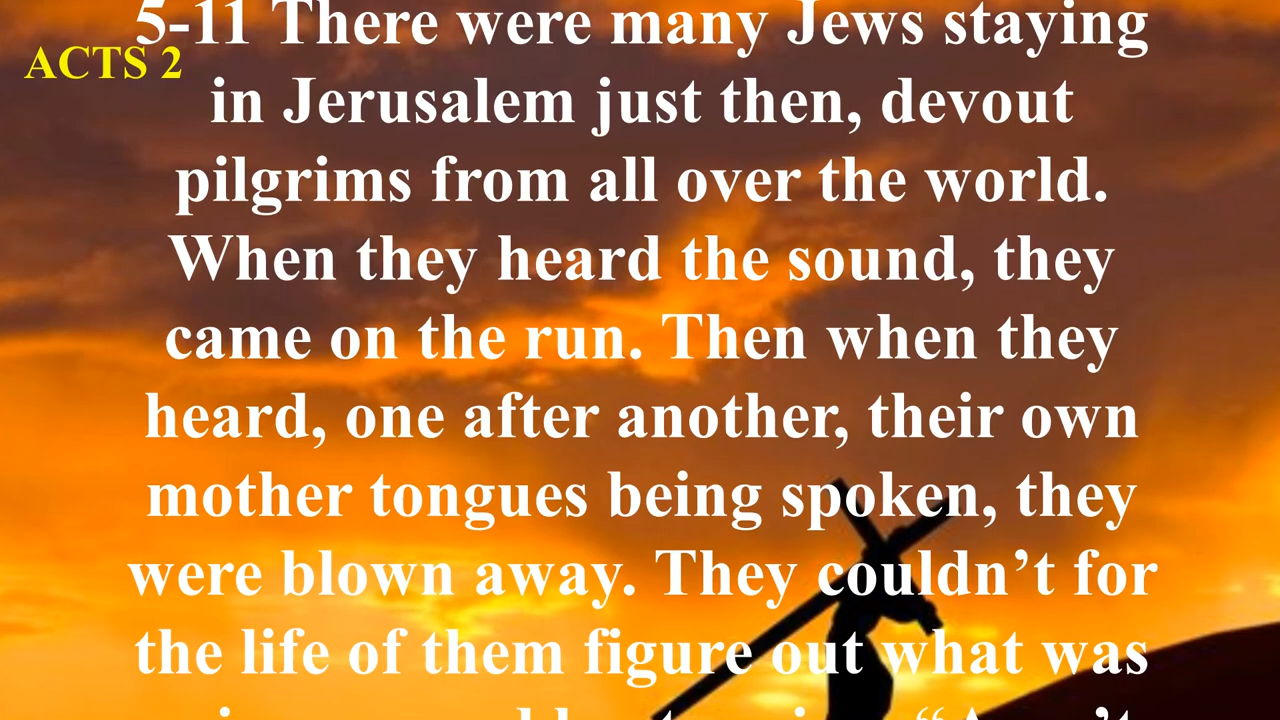 5-11 There were many Jews staying
ACTS 2
in Jerusalem just then, devout
pilgrims from all over the world.
When they heard the sound, they
came on the run. Then when they
heard, one after another, their own
mother tongues being spoken, they
were blown away. They couldn’t for
the life of them figure out what was